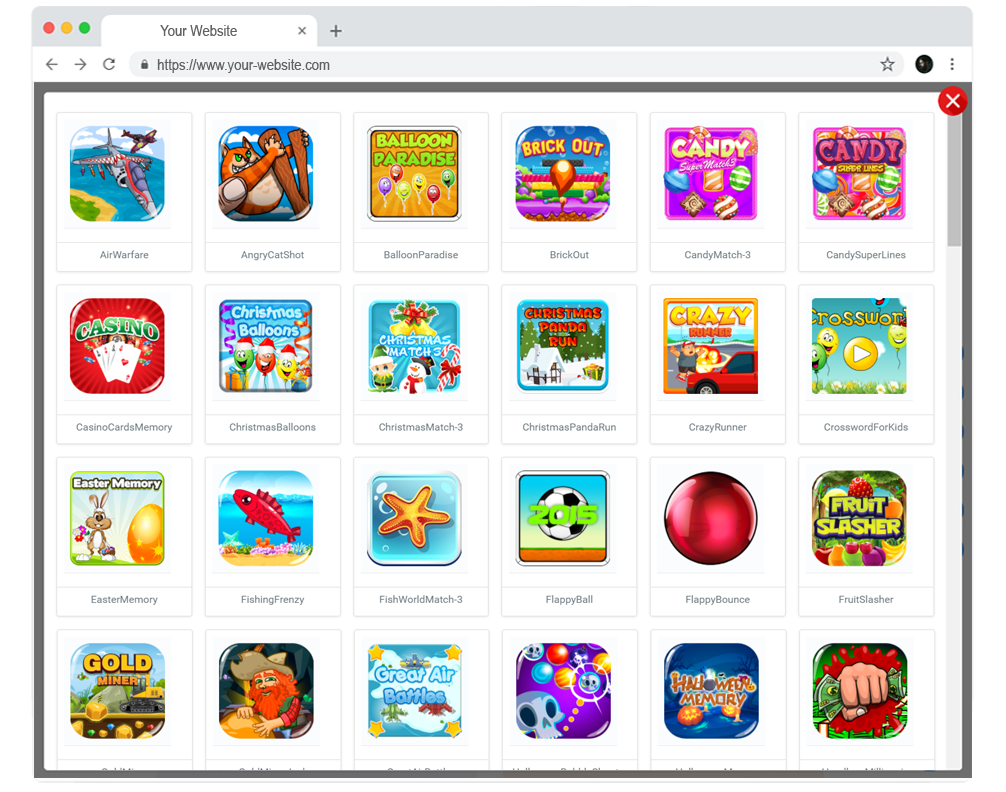 Your Website
https://www.your-website.com
BALLOON
PARADISE
BRICK OUT
CANDY
Super Match3
CANDY
SUPER LINES
AirWarfare
AngryCatShot
BalloonParadise
BrickOut
CandyMatch-3
CandySuperLines
CASINO
Christmas
Balloons
CHRISTMAS
MATCH 3
CHRISTMAS
PANDA
RUN
CRAZY
RUNNER
CasinoCardsMemory
ChristmasBalloons
ChristmasMatch-3
ChristmasPandaRun
CrazyRunner
CrosswordForKids
Easter Memory
2015
FRUIT
SLASHER
EasterMemory
FishingFrenzy
FishWorldMatch-3
FlappyBall
FlappyBounce
FruitSlasher
GOLD
MINER
Great Air
Battles
HALLOWEEN
MEMORY